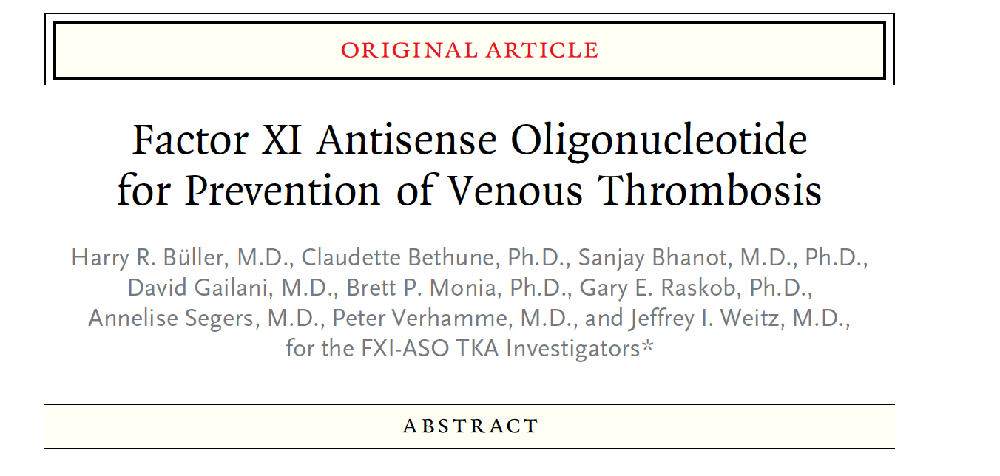 ORIGINAL ARTICLE
Factor XI Antisense Oligonucleotide
for Prevention of Venous Thrombosis
Harry R. Büller, M.D., Claudette Bethune, Ph.D., Sanjay Bhanot, M.D., Ph.D.,
David Gailani, M.D., Brett P. Monia, Ph.D., Gary E. Raskob, Ph.D.,
Annelise Segers, M.D., Peter Verhamme, M.D., and Jeffrey I. Weitz, M.D.,
for the FXI-ASO TKA Investigators*
ABSTRACT